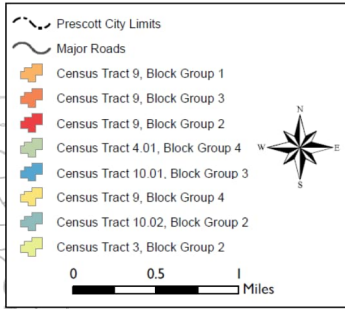 Prescott City Limits
Major Roads
Census Tract 9, Block Group 1
Census Tract 9, Block Group 3
Census Tract 9, Block Group 2
Census Tract 4.01, Block Group 4
Census Tract 10.01, Block Group 3
Census Tract 9, Block Group 4
Census Tract 10.02, Block Group 2
Census Tract 3, Block Group 2
N
W E
S
0 0.5 1
Miles